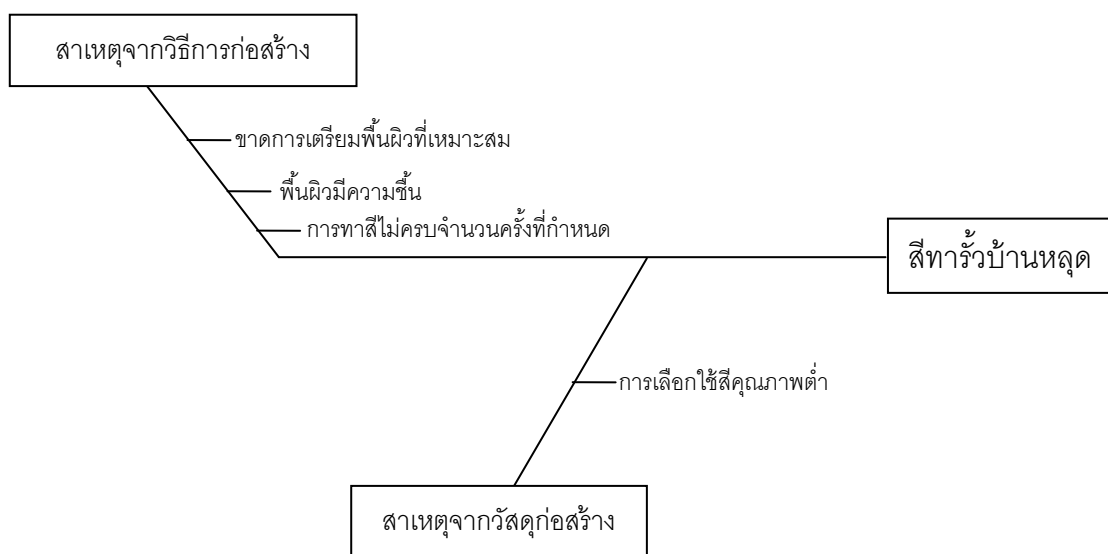 สาเหตุจากวิธีการก่อสร้าง
ขาดการเตรียมพื้นผิวที่เหมาะสม
พื้นผิวมีความชื้น
การทาสีไม่ครบจำนวนครั้งที่กำหนด
สีทารั้วบ้านหลุด
การเลือกใช้สีคุณภาพต่ำ
สาเหตุจากวัสดุก่อสร้าง